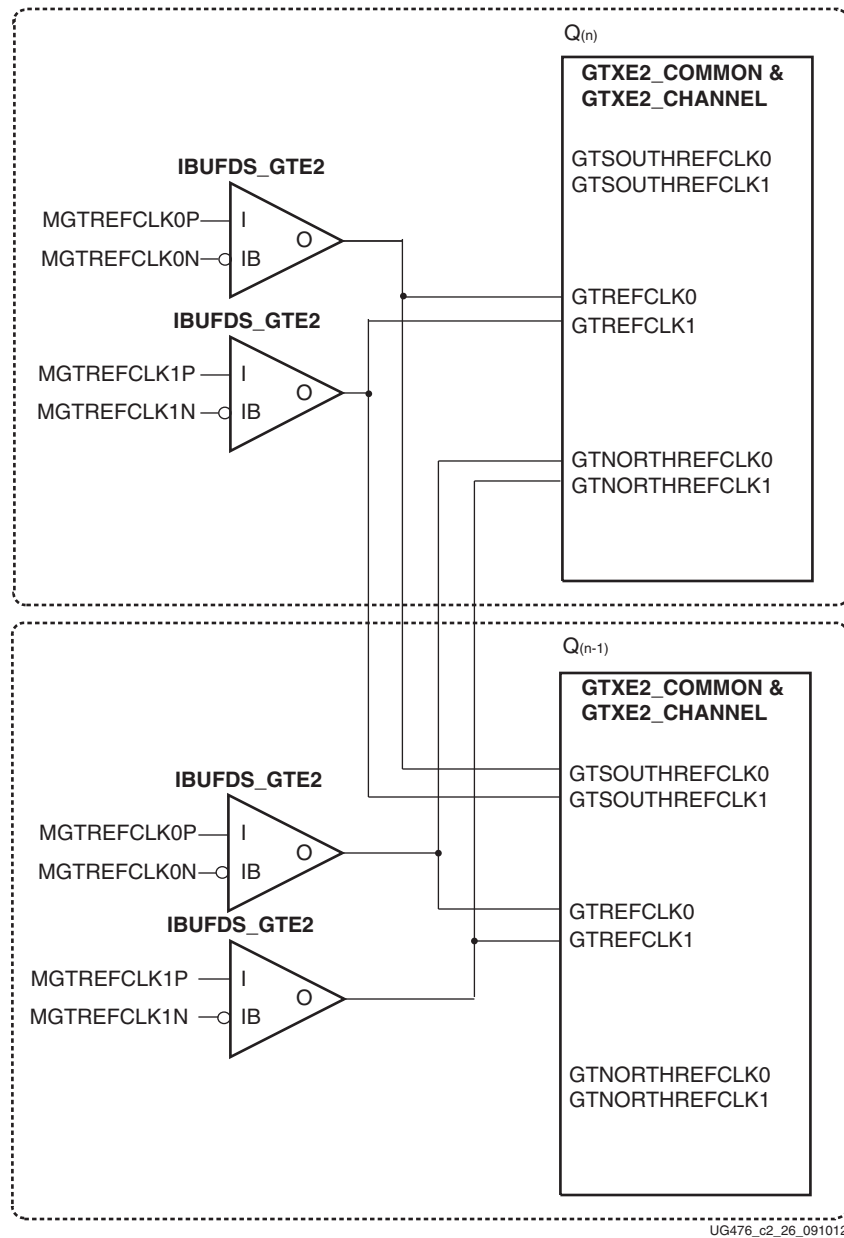 Q(n)
GTXE2_COMMON &
GTXE2_CHANNEL
GTSOUTHREFCLK0
GTSOUTHREFCLK1
IBUFDS_GTE2
MGTREFCLK0P
I
O
MGTREFCLK0N
IB
GTREFCLK0
IBUFDS_GTE2
GTREFCLK1
MGTREFCLK1P
I
O
MGTREFCLK1N
IB
GTNORTHREFCLK0
GTNORTHREFCLK1
Q(n-1)
GTXE2_COMMON &
GTXE2_CHANNEL
IBUFDS_GTE2
GTSOUTHREFCLK0
GTSOUTHREFCLK1
MGTREFCLK0P
I
O
MGTREFCLK0N
IB
IBUFDS_GTE2
GTREFCLK0
GTREFCLK1
MGTREFCLK1P
I
O
MGTREFCLK1N
IB
GTNORTHREFCLK0
GTNORTHREFCLK1
UG476_c2_26_091012